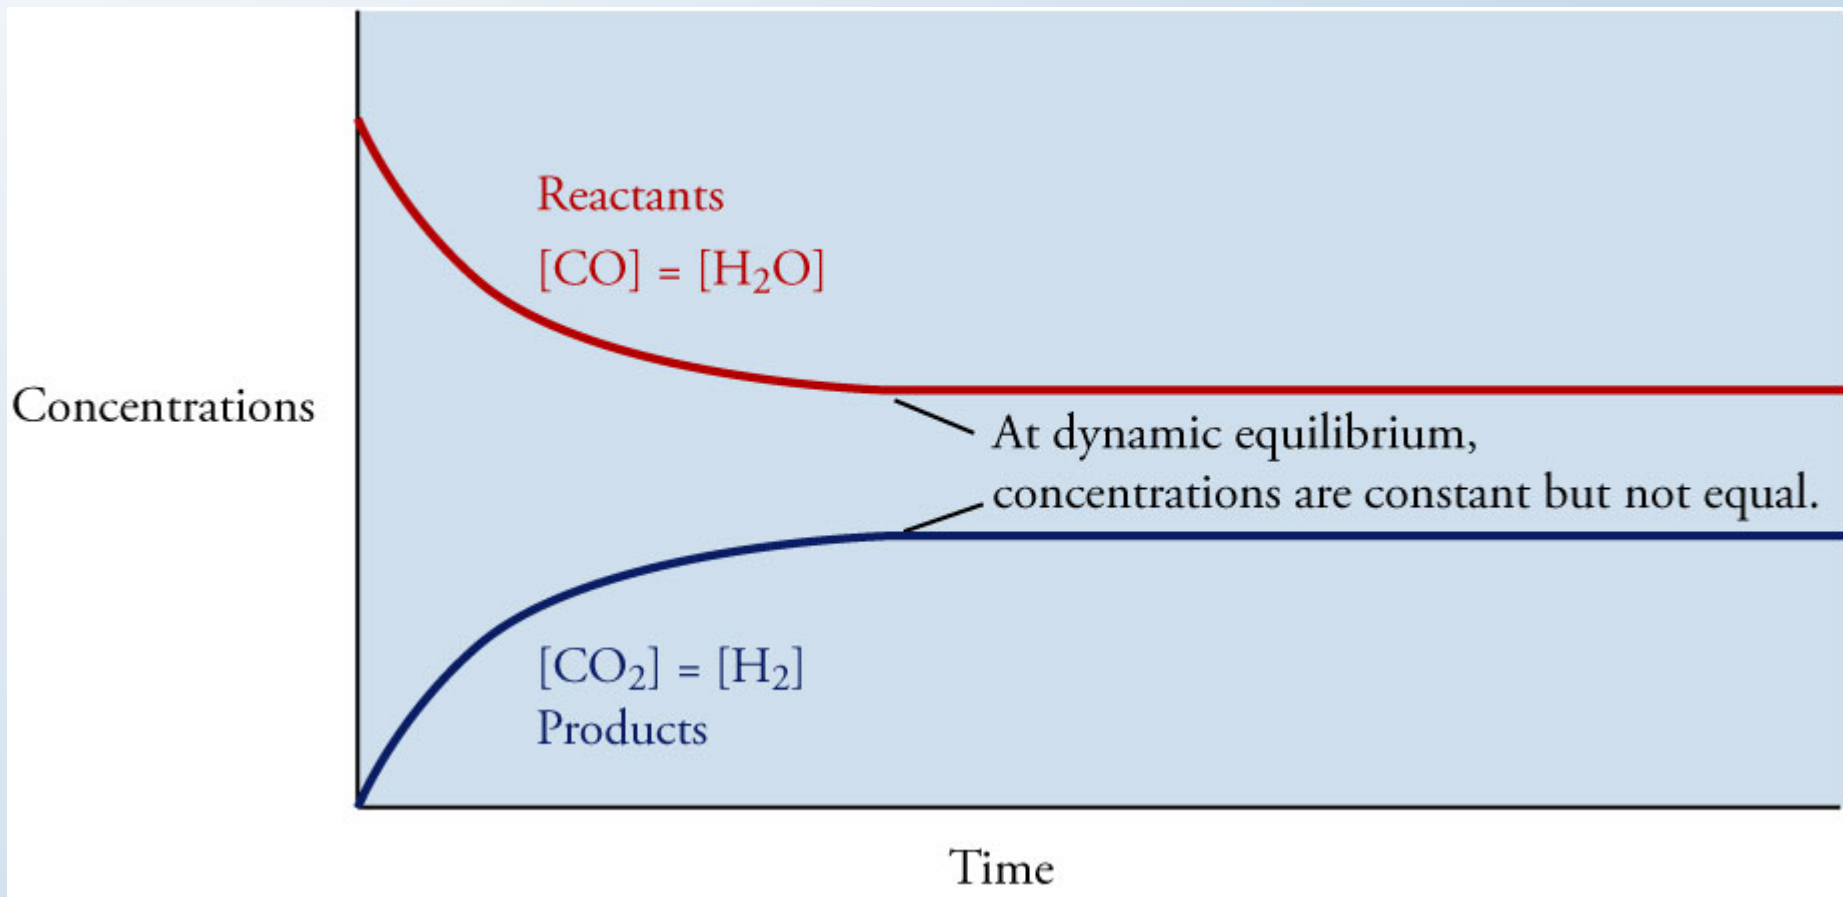 Reactants
[CO] = [H₂O]
Concentrations
At dynamic equilibrium,
concentrations are constant but not equal.
[CO₂] = [H₂]
Products
Time